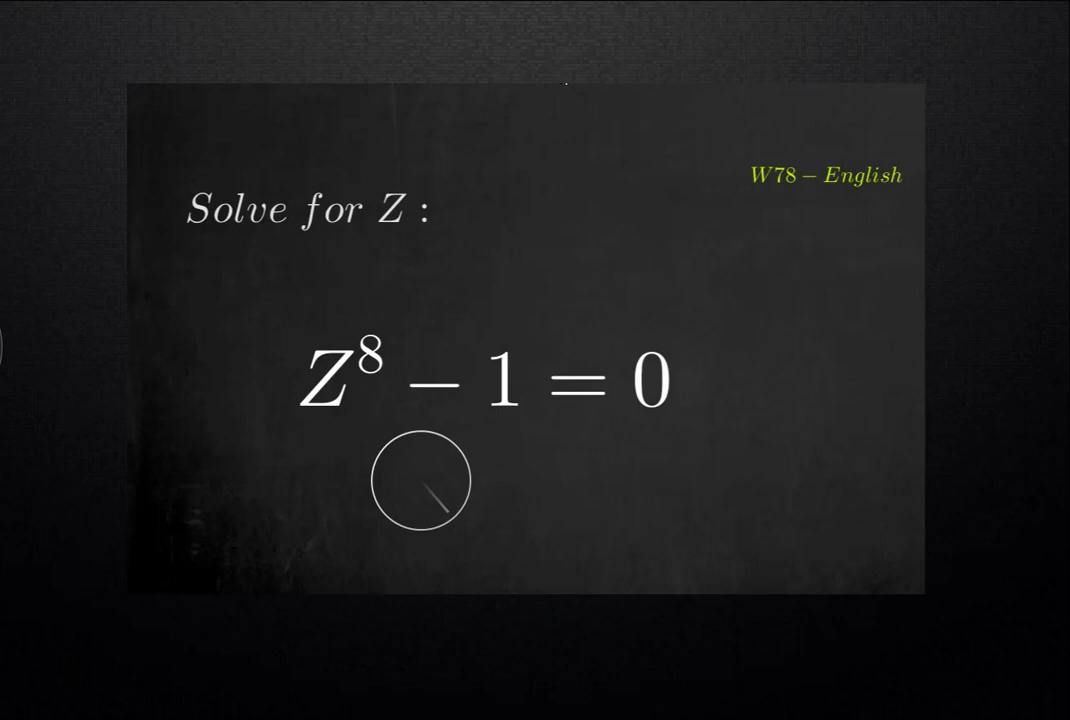 W78 – English
Solve for Z :
Z⁸ – 1 = 0